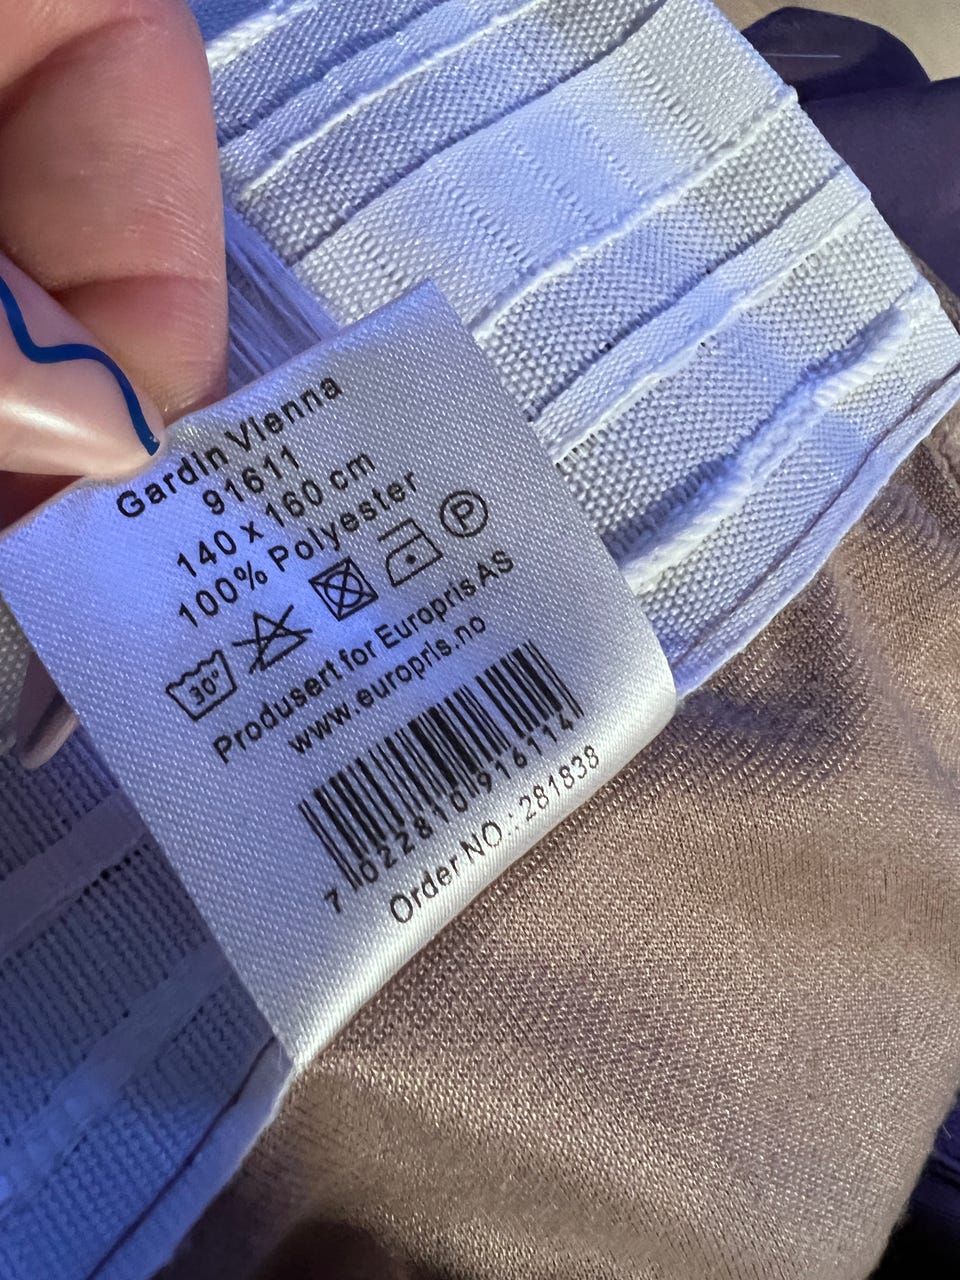 Gardin Vienna
91611
140 x 160 cm
100% Polyester
30° P
Produsert for Europris AS
www.europris.no
7 022810 916114
Order NO.: 281838